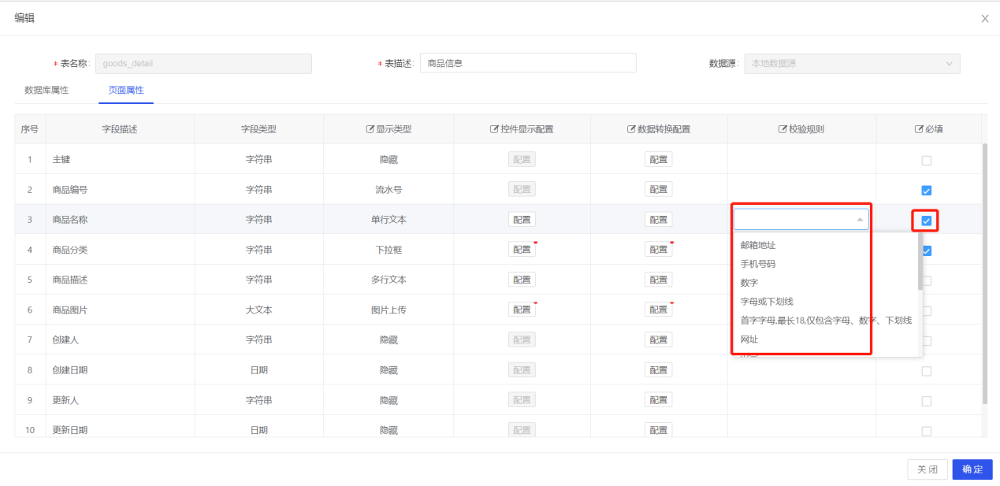 编辑
* 表名称: goods_detail * 表描述: 商品信息 数据源: 本地数据源
数据库属性 页面属性
序号 字段描述 字段类型 显示类型 控件显示配置 数据转换配置 校验规则 必填
1 主键 字符串 隐藏 配置 配置
2 商品编号 字符串 流水号 配置 配置
3 商品名称 字符串 单行文本 配置 配置
邮箱地址
4 商品分类 字符串 下拉框 配置 配置
手机号码
5 商品描述 字符串 多行文本 配置 配置
数字
字母或下划线
6 商品图片 大文本 图片上传 配置 配置
首字字母,最长18,仅包含字母、数字、下划线
7 创建人 字符串 隐藏 配置 配置
网址
8 创建日期 日期 隐藏 配置 配置
9 更新人 字符串 隐藏 配置 配置
10 更新日期 日期 隐藏 配置 配置
关闭 确定